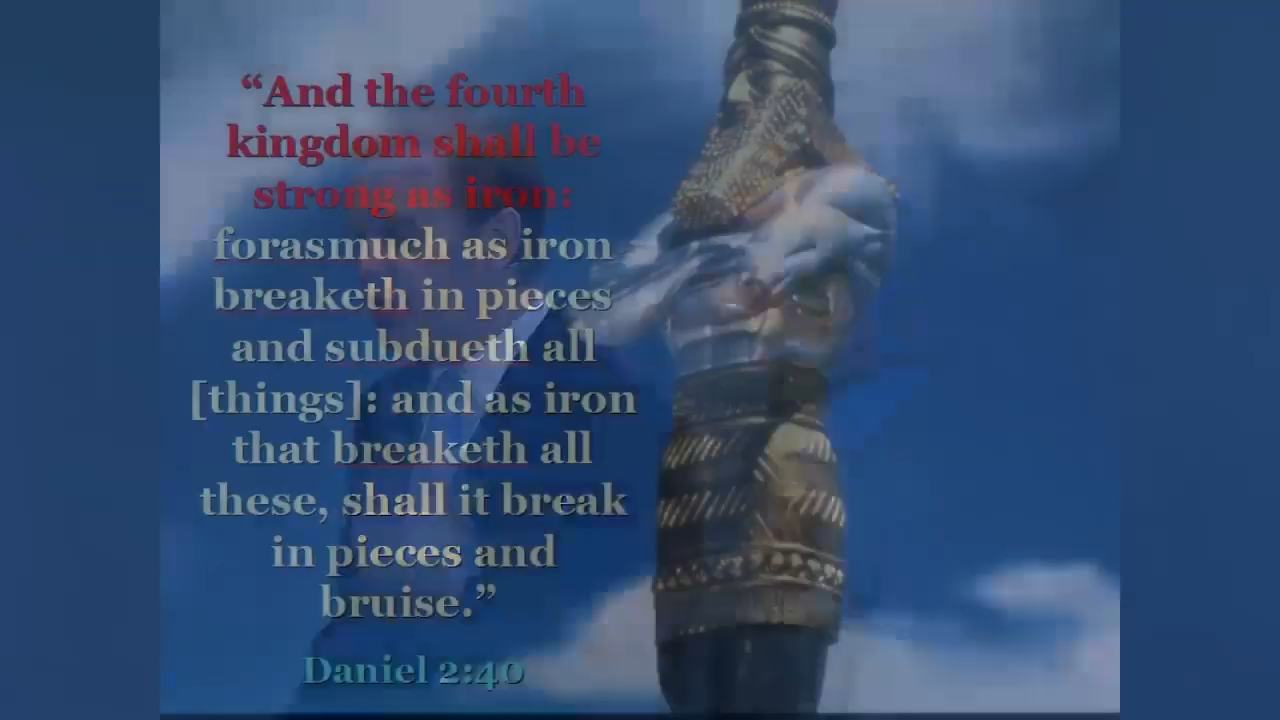 “And the fourth
kingdom shall be
strong as iron:
forasmuch as iron
breaketh in pieces
and subdueth all
[things]: and as iron
that breaketh all
these, shall it break
in pieces and
bruise.”
Daniel 2:40